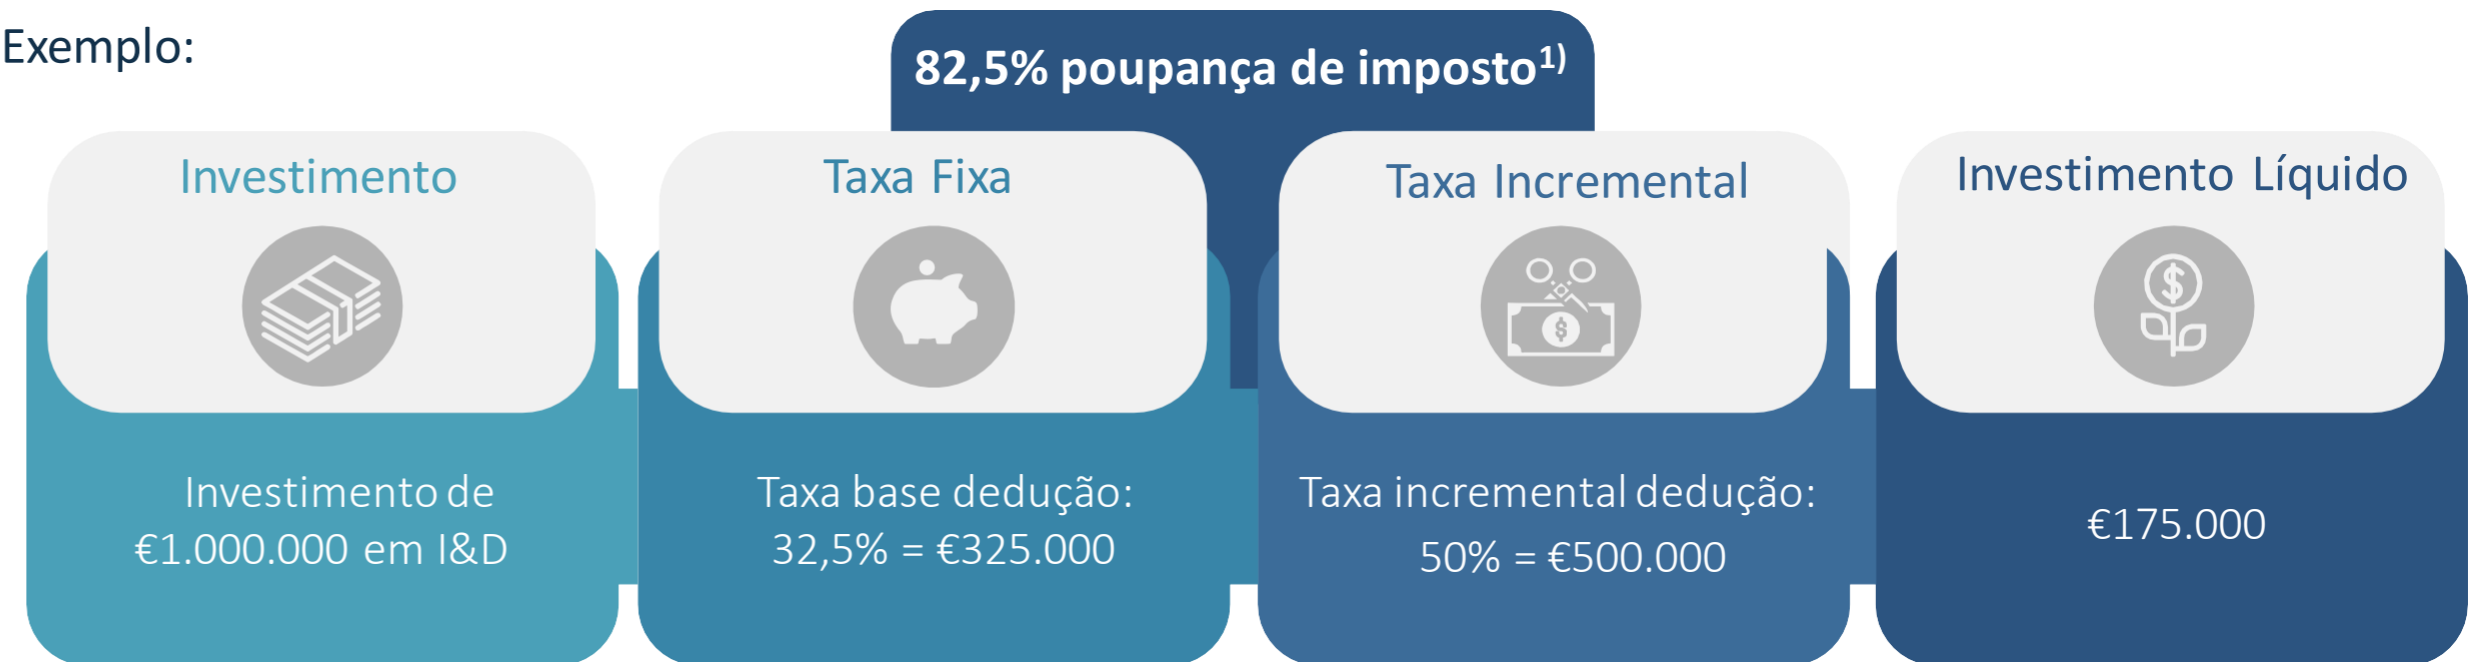 Exemplo:
82,5% poupança de imposto¹⁾
Investimento
Investimento de
€1.000.000 em I&D
Taxa Fixa
Taxa base dedução:
32,5% = €325.000
Taxa Incremental
Taxa incremental dedução:
50% = €500.000
Investimento Líquido
€175.000